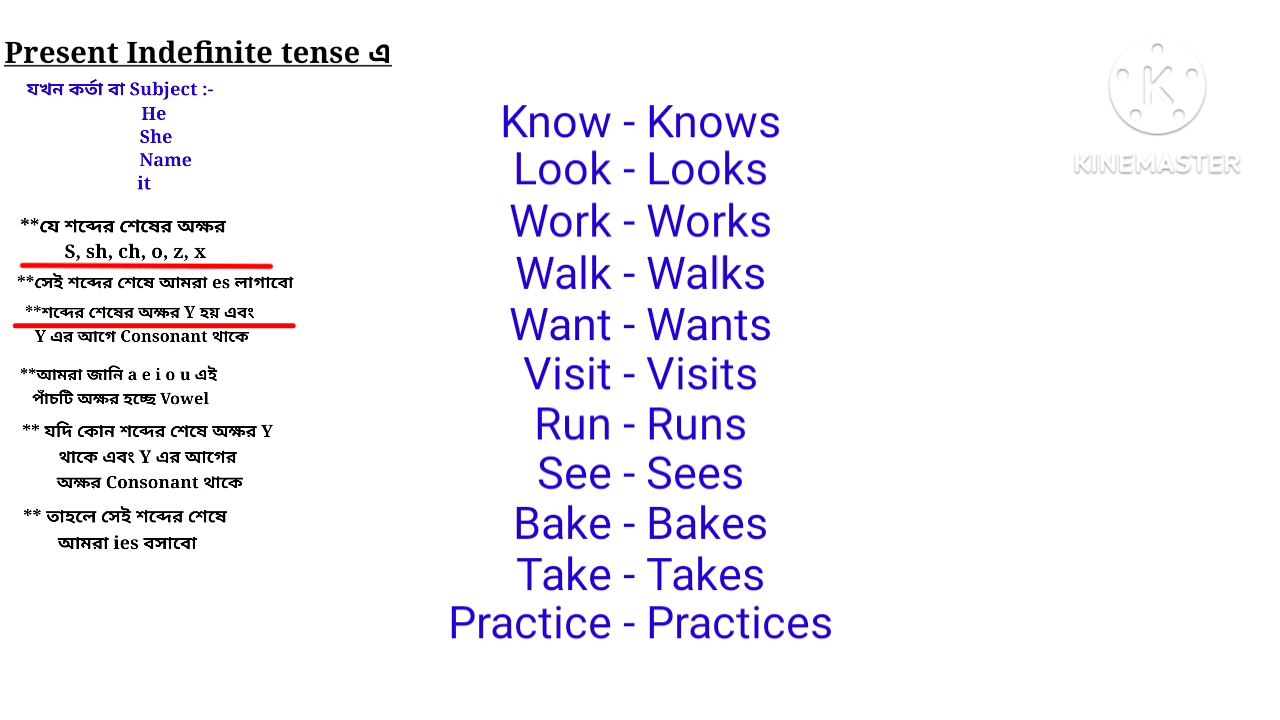 Present Indefinite tense এ
যখন কর্তা বা Subject :-
He
She
Name
it
**যে শব্দের শেষের অক্ষর
S, sh, ch, o, z, x
**সেই শব্দের শেষে আমরা es লাগাবো
**শব্দের শেষের অক্ষর Y হয় এবং
Y এর আগে Consonant থাকে
**আমরা জানি a e i o u এই
পাঁচটি অক্ষর হচ্ছে Vowel
** যদি কোন শব্দের শেষে অক্ষর Y
থাকে এবং Y এর আগের
অক্ষর Consonant থাকে
** তাহলে সেই শব্দের শেষে
আমরা ies বসাবো
Know - Knows
Look - Looks
Work - Works
Walk - Walks
Want - Wants
Visit - Visits
Run - Runs
See - Sees
Bake - Bakes
Take - Takes
Practice - Practices
K
KINEMASTER